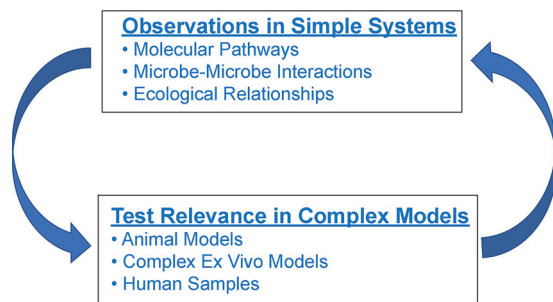 Observations in Simple Systems
• Molecular Pathways
• Microbe-Microbe Interactions
• Ecological Relationships
Test Relevance in Complex Models
• Animal Models
• Complex Ex Vivo Models
• Human Samples